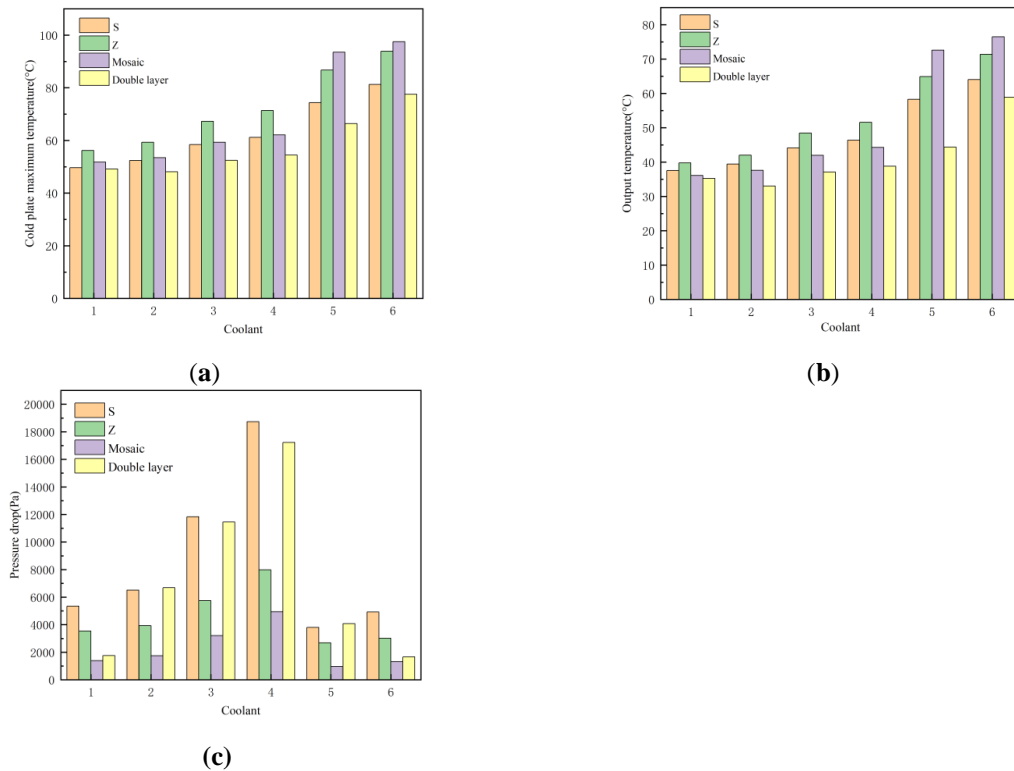 100
80
60
40
20
0
Cold plate maximum temperature(°C)
S
Z
Mosaic
Double layer
1 2 3 4 5 6
Coolant
(a)
80
70
60
50
40
30
20
10
0
Output temperature(°C)
S
Z
Mosaic
Double layer
1 2 3 4 5 6
Coolant
(b)
20000
18000
16000
14000
12000
10000
8000
6000
4000
2000
0
Pressure drop(Pa)
S
Z
Mosaic
Double layer
1 2 3 4 5 6
Coolant
(c)